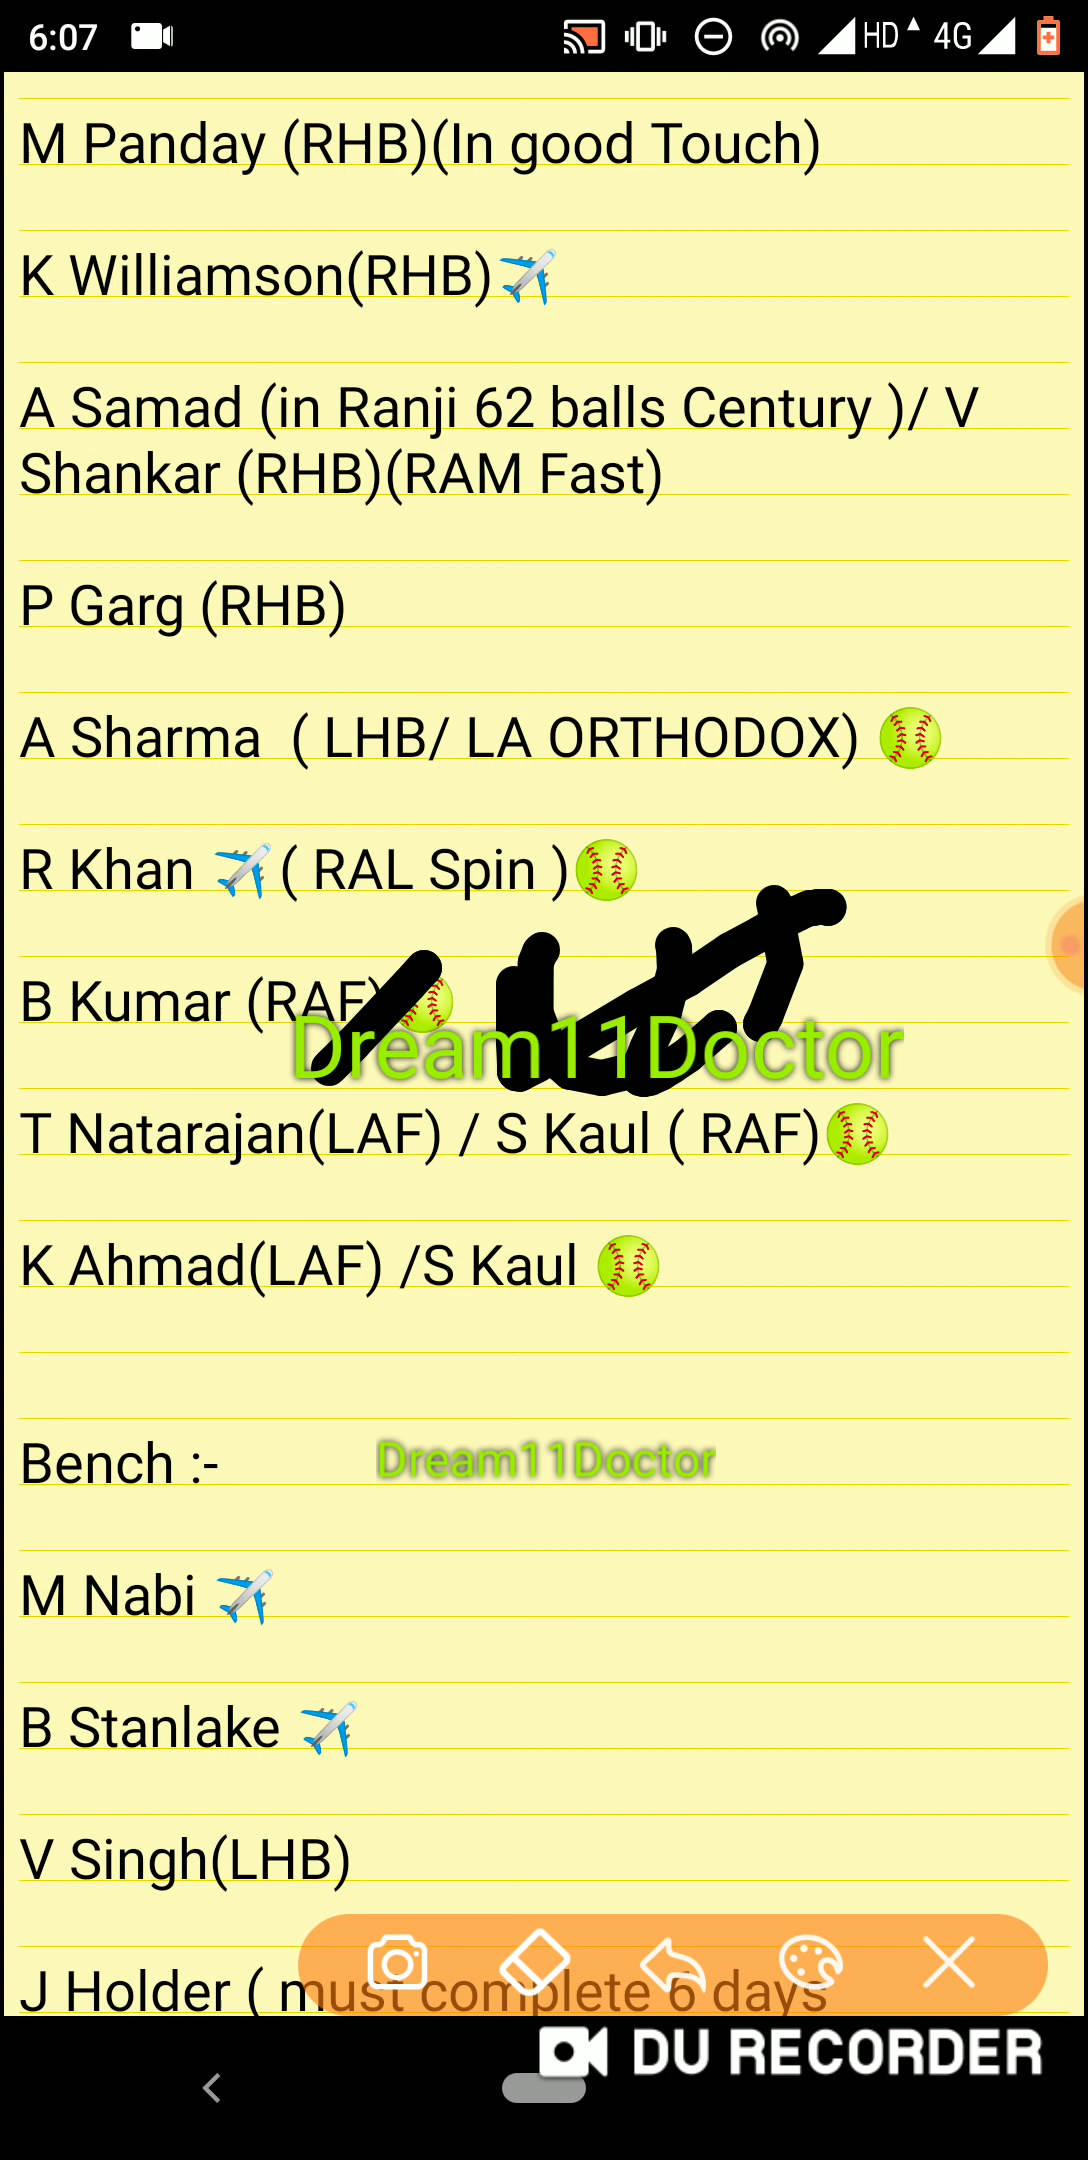 6:07 HD 4G
M Panday (RHB)(In good Touch)
K Williamson(RHB)✈️
A Samad (in Ranji 62 balls Century )/ V
Shankar (RHB)(RAM Fast)
P Garg (RHB)
A Sharma ( LHB/ LA ORTHODOX) 🥎
R Khan ✈️( RAL Spin )🥎
B Kumar (RAF)🥎
Dream11Doctor
T Natarajan(LAF) / S Kaul ( RAF)🥎
K Ahmad(LAF) /S Kaul 🥎
Bench :- Dream11Doctor
M Nabi ✈️
B Stanlake ✈️
V Singh(LHB)
J Holder ( must complete 6 days
DU RECORDER